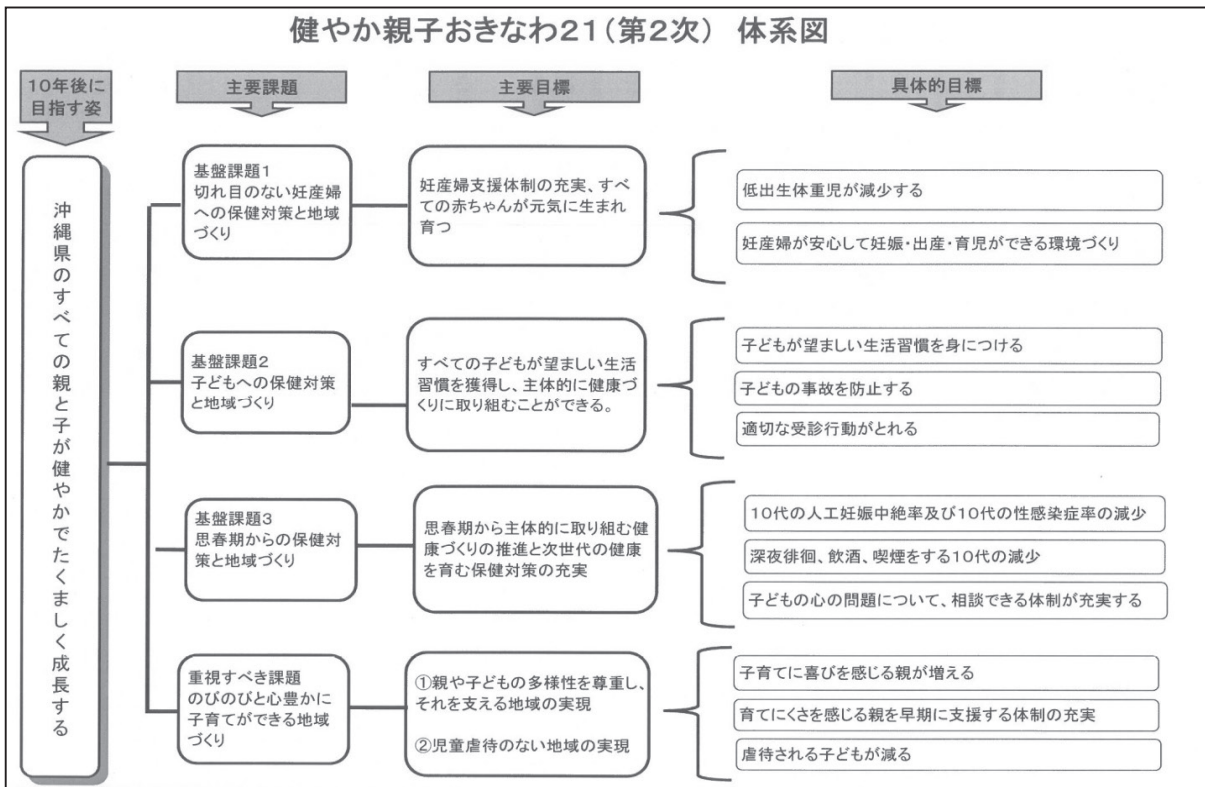 健やか親子おきなわ21(第2次) 体系図
10年後に
目指す姿
主要課題
主要目標
具体的目標
沖縄県のすべての親と子が健やかでたくましく成長する
基盤課題1
切れ目のない妊産婦
への保健対策と地域
づくり
妊産婦支援体制の充実、すべ
ての赤ちゃんが元気に生まれ
育つ
低出生体重児が減少する
妊産婦が安心して妊娠・出産・育児ができる環境づくり
基盤課題2
子どもへの保健対策
と地域づくり
すべての子どもが望ましい生活
習慣を獲得し、主体的に健康づ
くりに取り組むことができる。
子どもが望ましい生活習慣を身につける
子どもの事故を防止する
適切な受診行動がとれる
基盤課題3
思春期からの保健対
策と地域づくり
思春期から主体的に取り組む健
康づくりの推進と次世代の健康
を育む保健対策の充実
10代の人工妊娠中絶率及び10代の性感染症率の減少
深夜徘徊、飲酒、喫煙をする10代の減少
子どもの心の問題について、相談できる体制が充実する
重視すべき課題
のびのびと心豊かに
子育てができる地域
づくり
①親や子どもの多様性を尊重し、
それを支える地域の実現
②児童虐待のない地域の実現
子育てに喜びを感じる親が増える
育てにくさを感じる親を早期に支援する体制の充実
虐待される子どもが減る